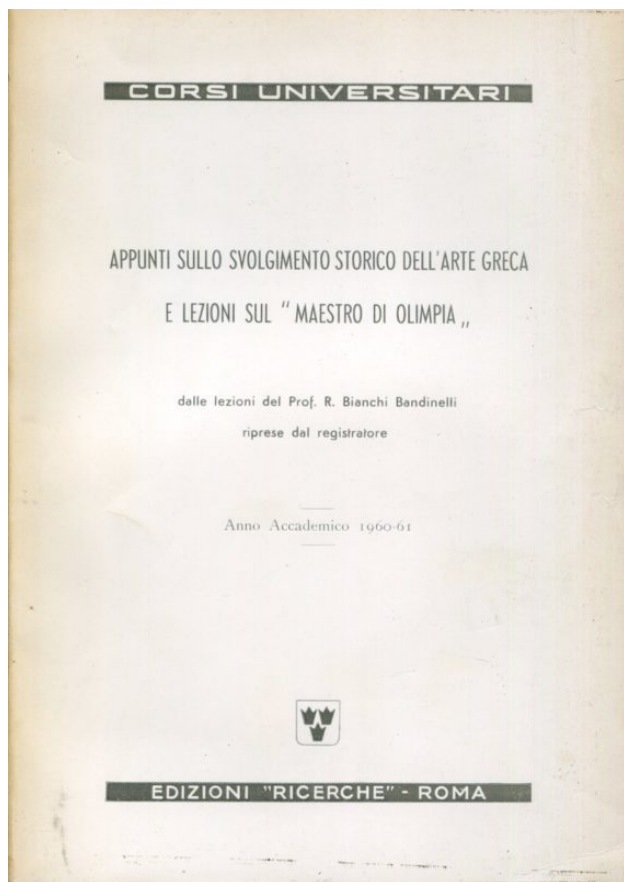 CORSI UNIVERSITARI
APPUNTI SULLO SVOLGIMENTO STORICO DELL'ARTE GRECA
E LEZIONI SUL “ MAESTRO DI OLIMPIA „
dalle lezioni del Prof. R. Bianchi Bandinelli
riprese dal registratore
Anno Accademico 1960-61
EDIZIONI "RICERCHE" - ROMA